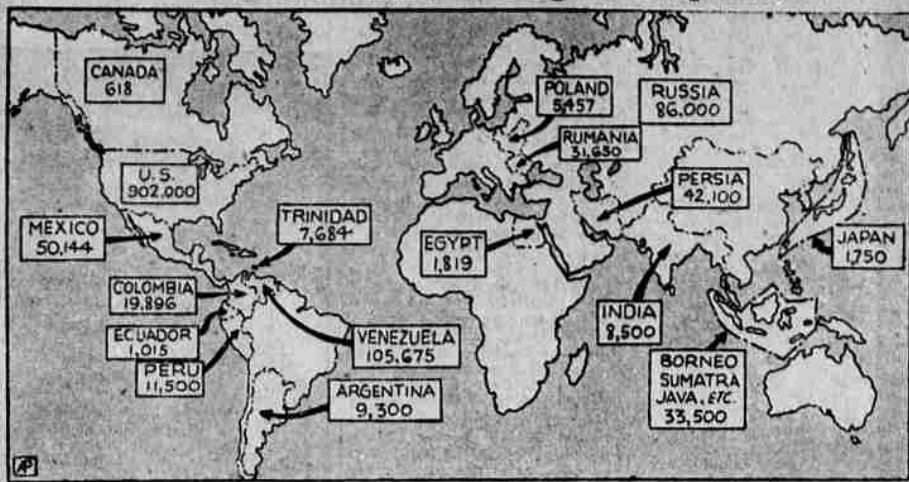 CANADA
618
U.S.
902.000
MEXICO
50,144
TRINIDAD
7,684
COLOMBIA
19,896
ECUADOR
1,015
PERU
11,500
VENEZUELA
105.675
ARGENTINA
9,300
POLAND
5,457
RUSSIA
86.000
RUMANIA
31,650
PERSIA
42,100
EGYPT
1,819
INDIA
8,500
JAPAN
1,750
BORNEO
SUMATRA
JAVA, ETC.
33,500
AP